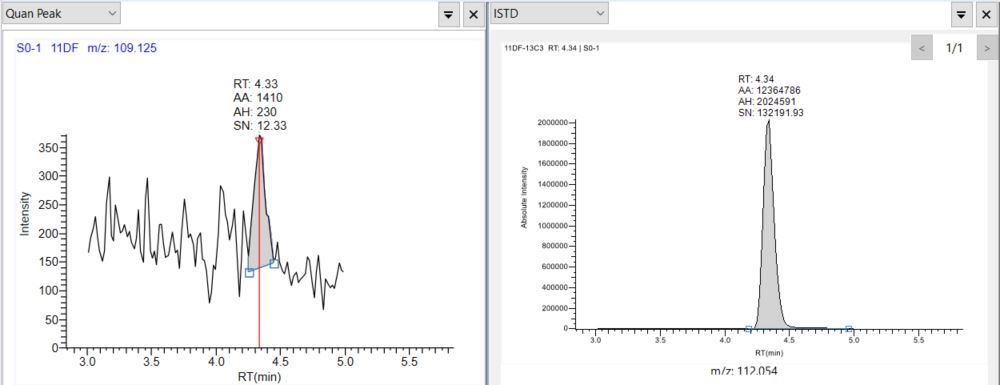 Quan Peak
S0-1 11DF m/z: 109.125
RT: 4.33
AA: 1410
AH: 230
SN: 12.33
350
300
250
200
150
100
50
0
Intensity
3.0 3.5 4.0 4.5 5.0 5.5
RT(min)
ISTD
11DF-13C3 RT: 4.34 | S0-1
< 1/1 >
RT: 4.34
AA: 12364786
AH: 2024591
SN: 132191.93
2000000
1800000
1600000
1400000
1200000
1000000
800000
600000
400000
200000
0
Absolute Intensity
3.0 3.5 4.0 4.5 5.0 5.5
RT(min)
m/z: 112.054